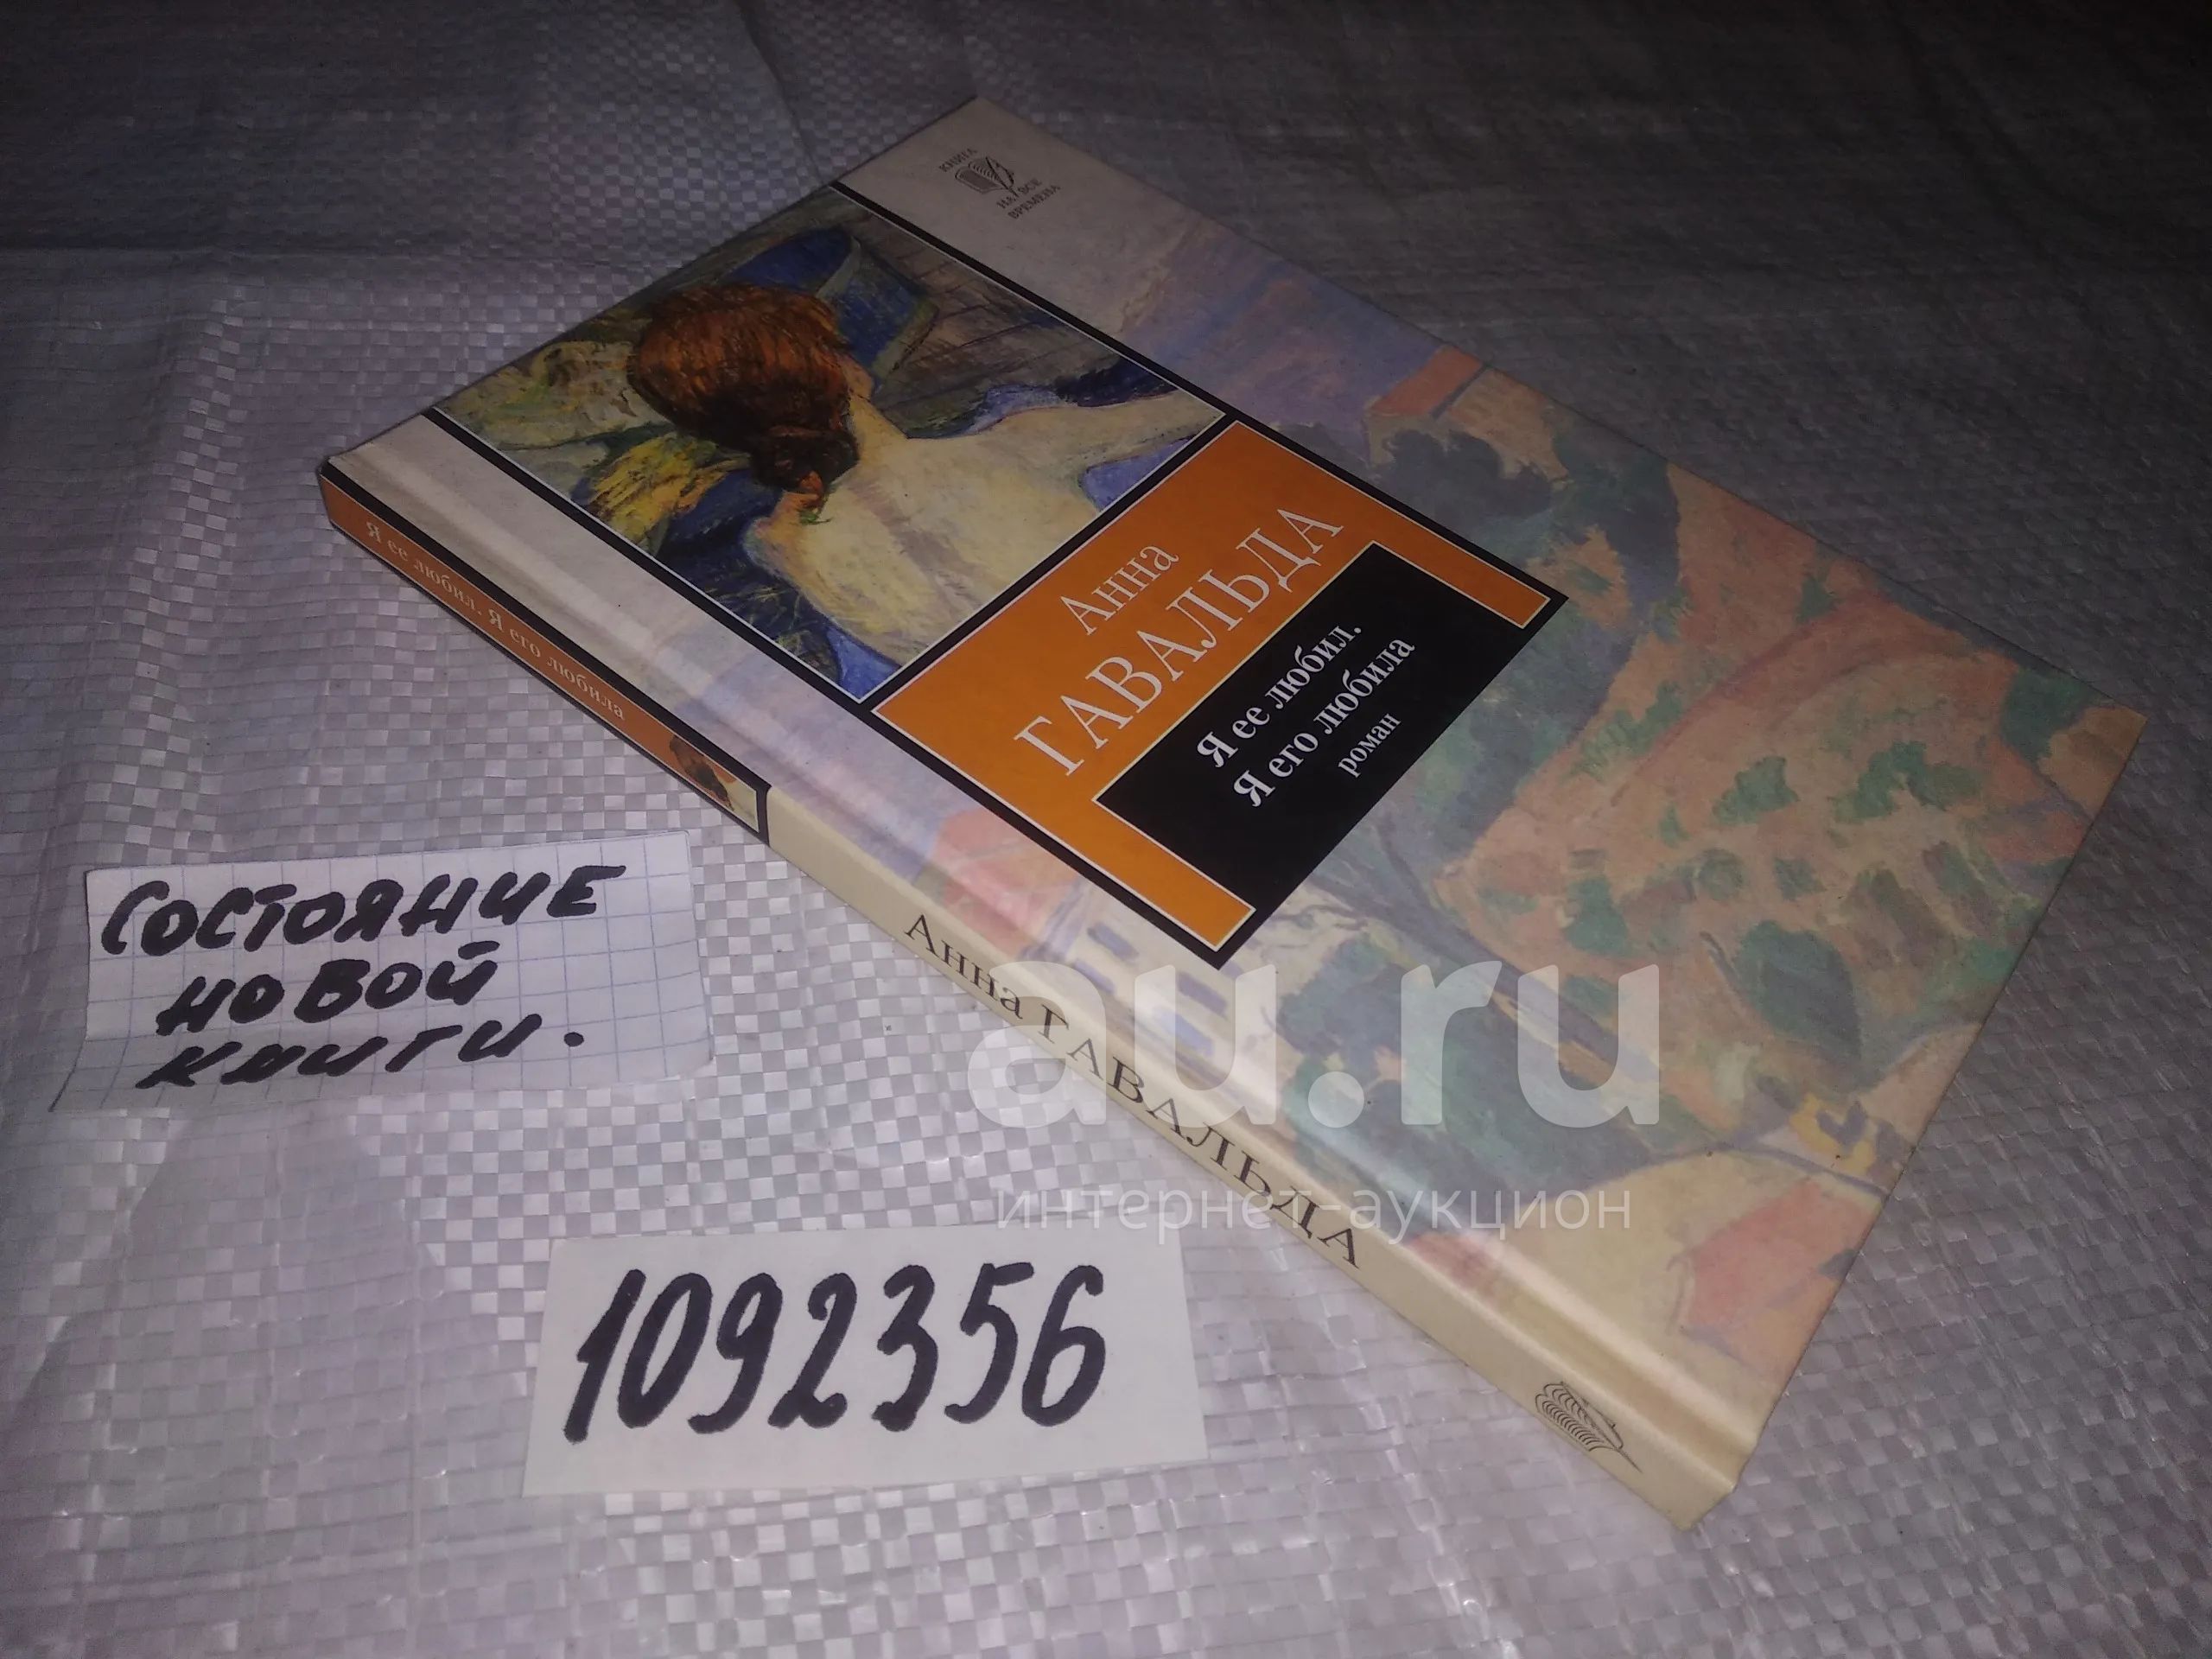 КНИГА
НА ВСЕ
ВРЕМЕНА
Анна
ГАВАЛЬДА
Я ее любил.
Я его любила
роман
Я ее любил. Я его любила
Анна ГАВАЛЬДА
СОСТОЯНИЕ
НОВОЙ
КНИГИ.
1092356
au.ru
интернет-аукцион